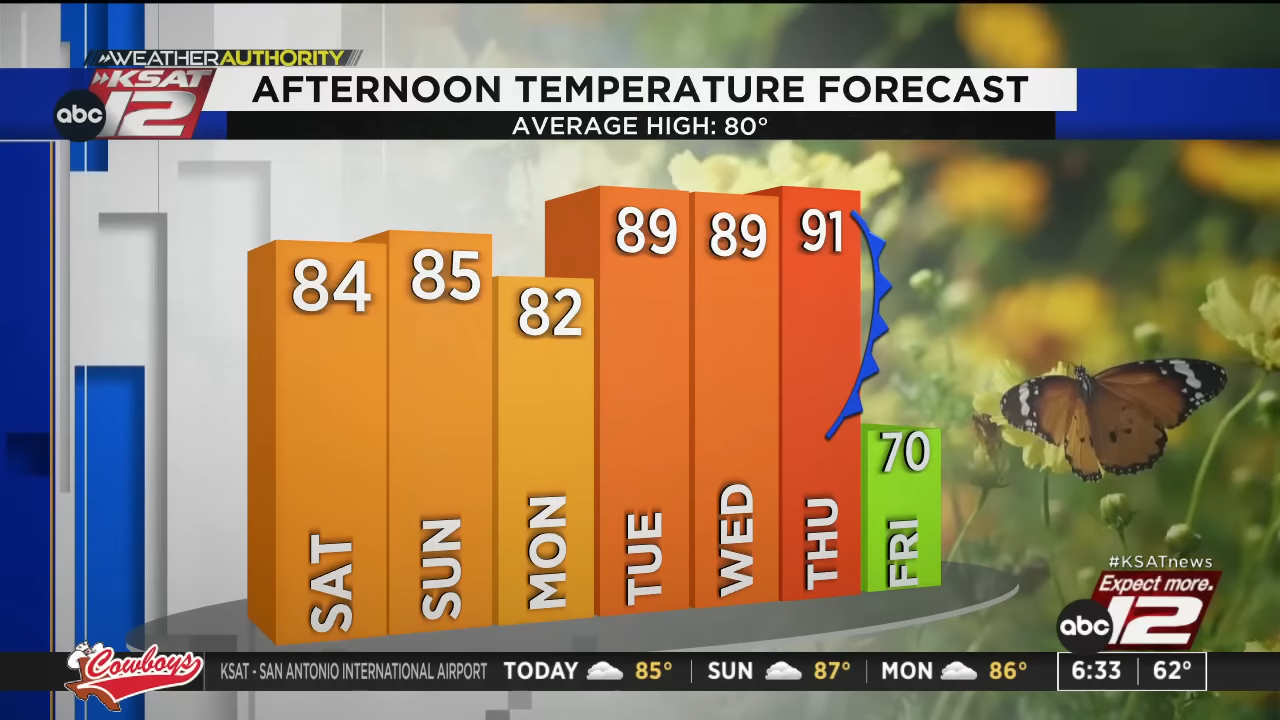 WEATHERAUTHORITY
KSAT
abc 12
AFTERNOON TEMPERATURE FORECAST
AVERAGE HIGH: 80°
84
85
82
89
89
91
70
SAT
SUN
MON
TUE
WED
THU
FRI
#KSATnews
Expect more.
abc 12
Cowboys
KSAT - SAN ANTONIO INTERNATIONAL AIRPORT
TODAY 85° SUN 87° MON 86°
6:33 62°